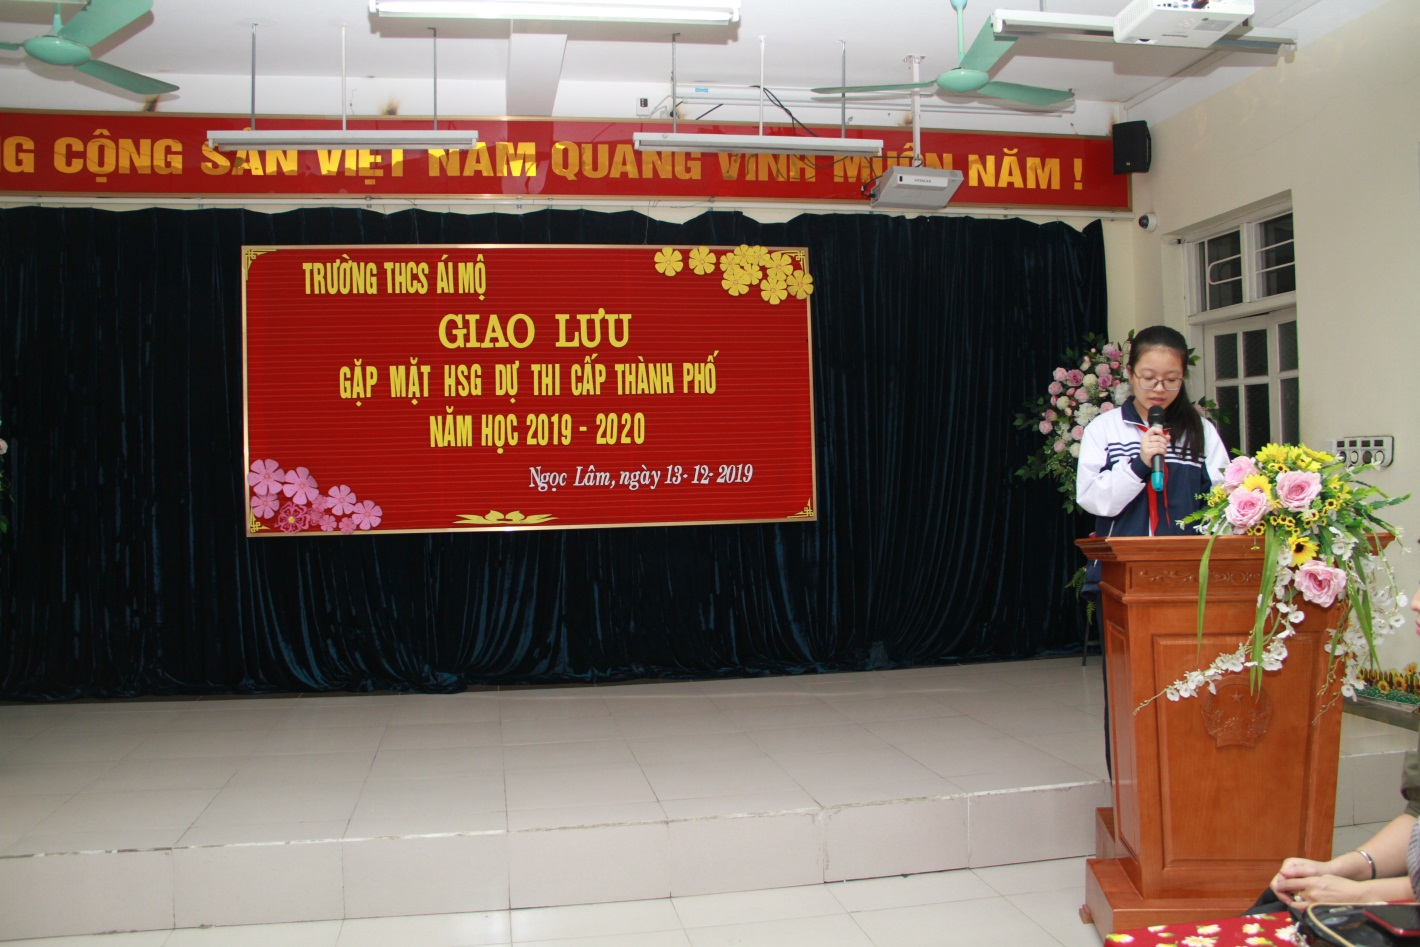 NG CỘNG SẢN VIỆT NAM QUANG VINH MUÔN NĂM !
TRƯỜNG THCS ÁI MỘ
GIAO LƯU
GẶP MẶT HSG DỰ THI CẤP THÀNH PHỐ
NĂM HỌC 2019 - 2020
Ngọc Lâm, ngày 13-12-2019